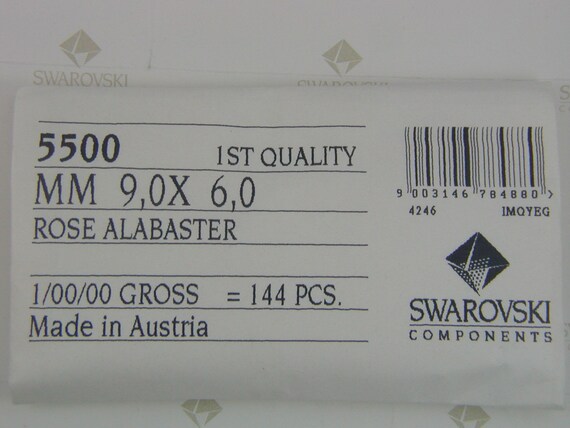 SWAROVSKI
SWAROVSKI
5500 1ST QUALITY
MM 9,0X 6,0
ROSE ALABASTER
1/00/00 GROSS = 144 PCS.
Made in Austria
9 003146 784880 >
4246 IMQYEG
SWAROVSKI
COMPONENTS